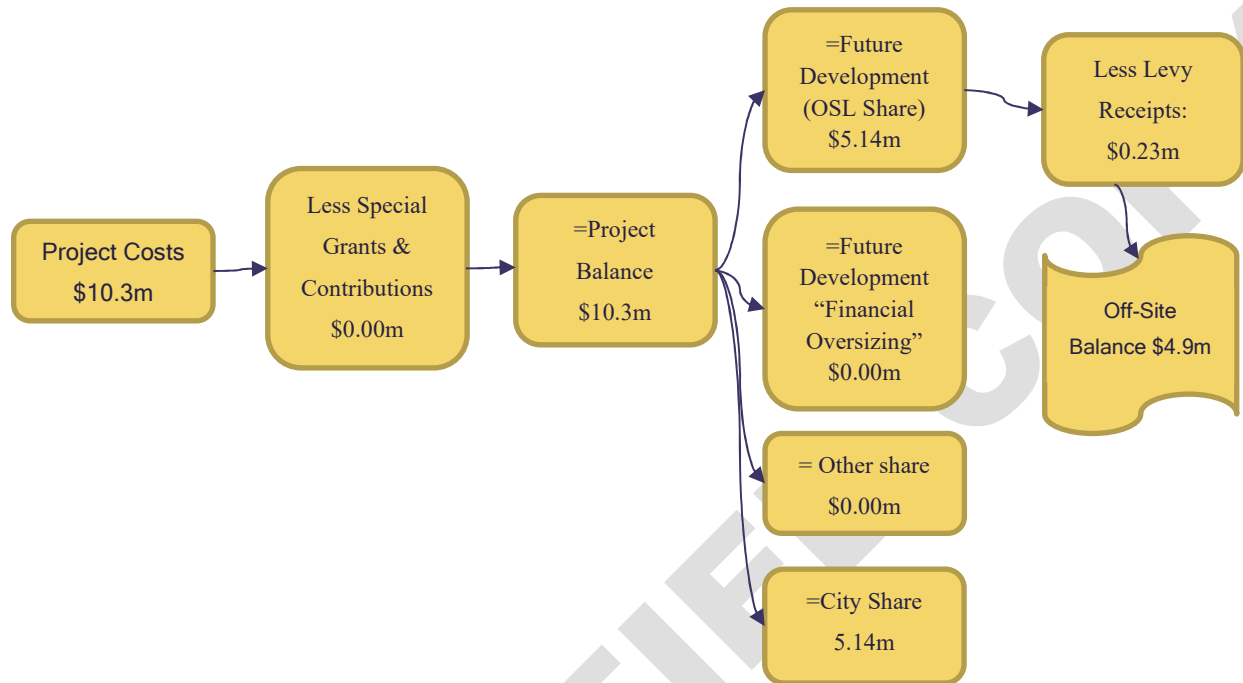 Project Costs
$10.3m
Less Special
Grants &
Contributions
$0.00m
=Project
Balance
$10.3m
=Future
Development
(OSL Share)
$5.14m
Less Levy
Receipts:
$0.23m
=Future
Development
“Financial
Oversizing”
$0.00m
Off-Site
Balance $4.9m
= Other share
$0.00m
=City Share
5.14m